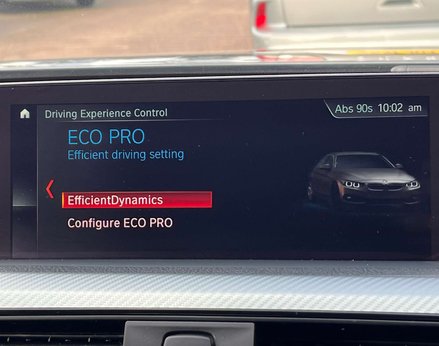 Driving Experience Control
Abs 90s 10:02 am
ECO PRO
Efficient driving setting
EfficientDynamics
Configure ECO PRO